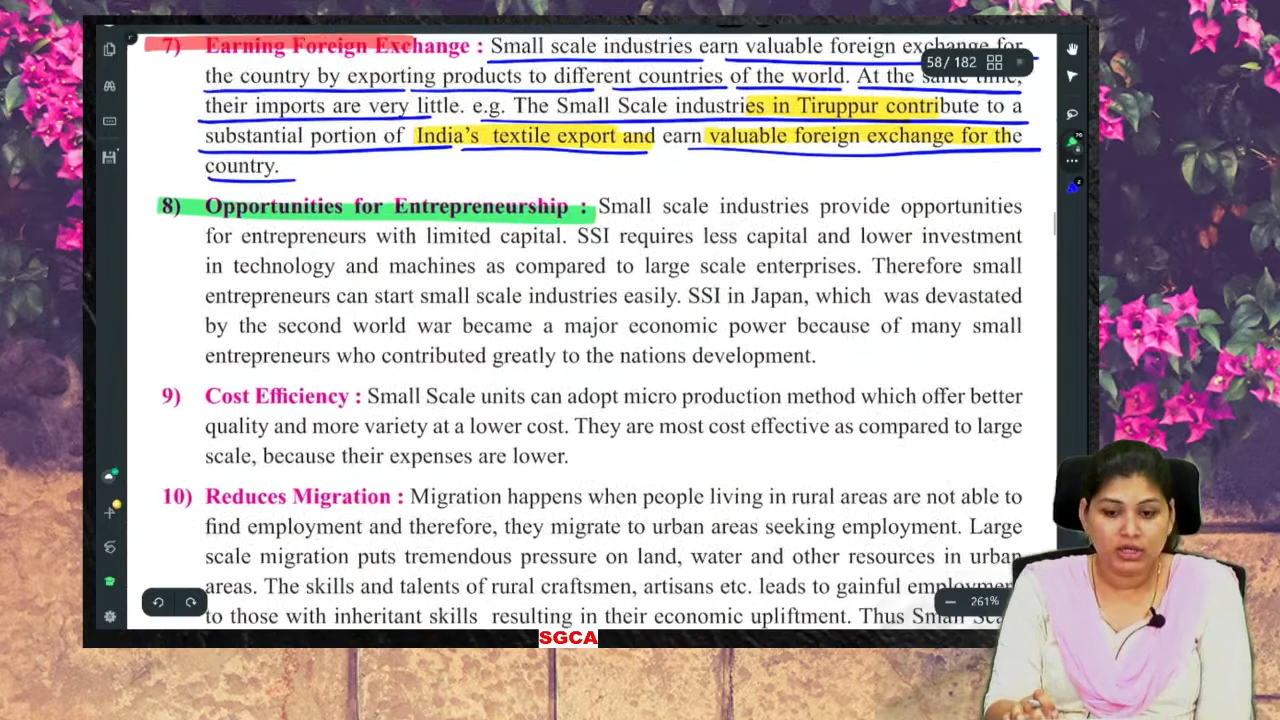 7) Earning Foreign Exchange : Small scale industries earn valuable foreign exchange for
58 / 182
the country by exporting products to different countries of the world. At the same time,
their imports are very little. e.g. The Small Scale industries in Tiruppur contribute to a
substantial portion of India's textile export and earn valuable foreign exchange for the
country.
8) Opportunities for Entrepreneurship : Small scale industries provide opportunities
for entrepreneurs with limited capital. SSI requires less capital and lower investment
in technology and machines as compared to large scale enterprises. Therefore small
entrepreneurs can start small scale industries easily. SSI in Japan, which was devastated
by the second world war became a major economic power because of many small
entrepreneurs who contributed greatly to the nations development.
9) Cost Efficiency : Small Scale units can adopt micro production method which offer better
quality and more variety at a lower cost. They are most cost effective as compared to large
scale, because their expenses are lower.
10) Reduces Migration : Migration happens when people living in rural areas are not able to
find employment and therefore, they migrate to urban areas seeking employment. Large
scale migration puts tremendous pressure on land, water and other resources in urban
areas. The skills and talents of rural craftsmen, artisans etc. leads to gainful employment
261%
to those with inheritant skills resulting in their economic upliftment. Thus Small
SGCA